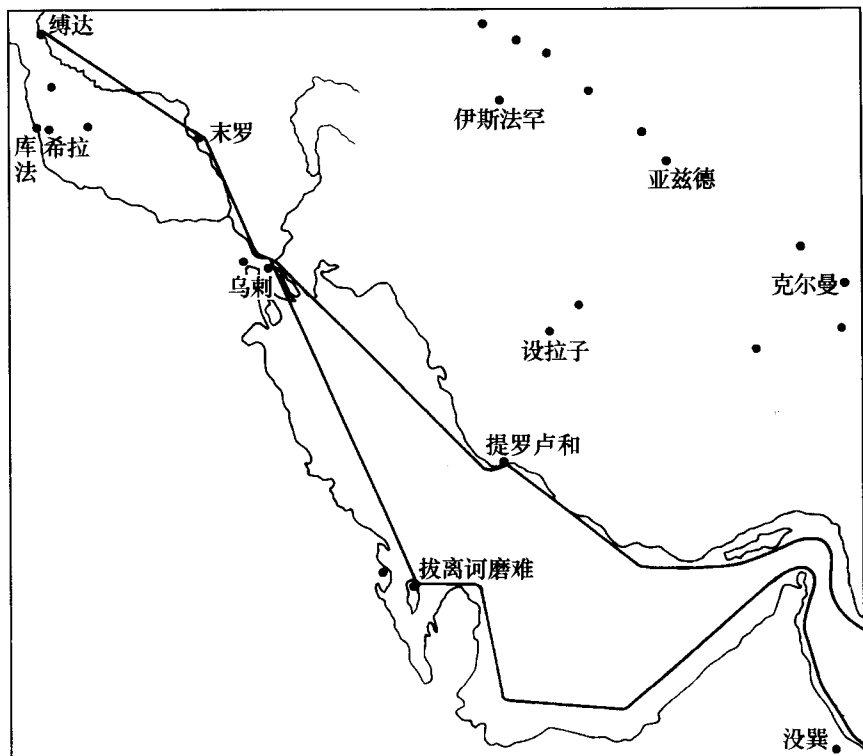 缚达
伊斯法罕
末罗
库法
希拉
亚兹德
乌剌
克尔曼
设拉子
提罗卢和
拔离诃磨难
没巽